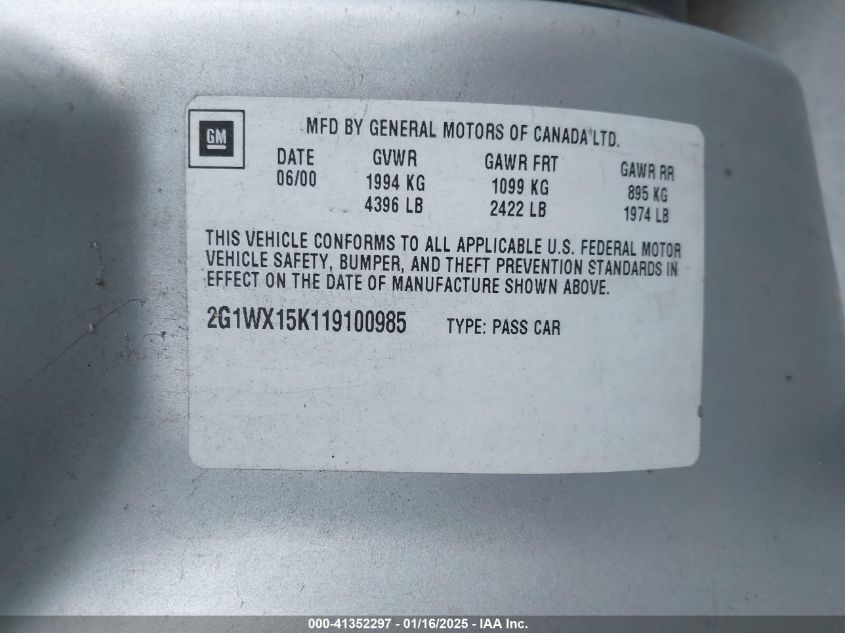 GM
MFD BY GENERAL MOTORS OF CANADA LTD.
DATE GVWR GAWR FRT GAWR RR
06/00 1994 KG 1099 KG 895 KG
4396 LB 2422 LB 1974 LB
THIS VEHICLE CONFORMS TO ALL APPLICABLE U.S. FEDERAL MOTOR
VEHICLE SAFETY, BUMPER, AND THEFT PREVENTION STANDARDS IN
EFFECT ON THE DATE OF MANUFACTURE SHOWN ABOVE.
2G1WX15K119100985 TYPE: PASS CAR
000-41352297 - 01/16/2025 - IAA Inc.